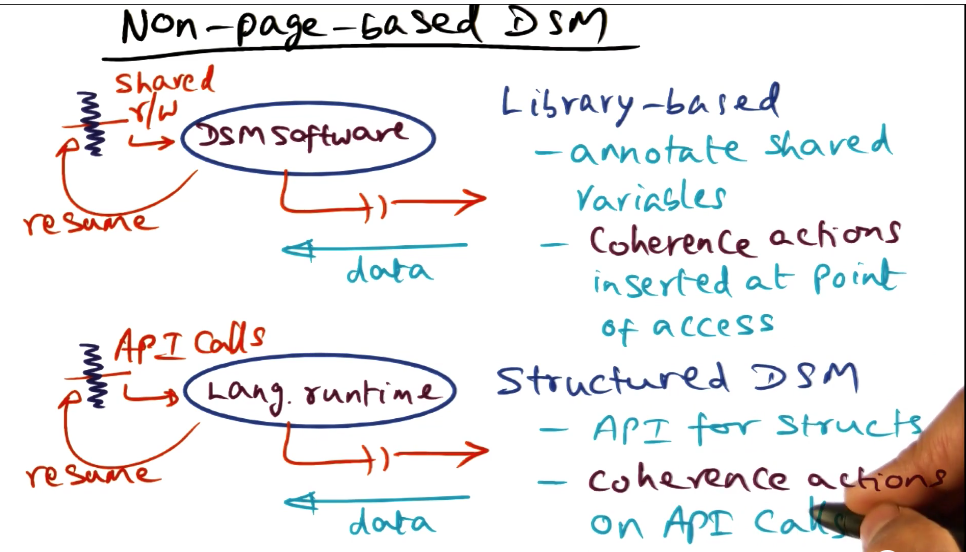 Non-page-based DSM
shared
r/w
DSM software
resume
data
Library-based
- annotate shared
variables
- Coherence actions
inserted at point
of access
API Calls
Lang. runtime
resume
data
Structured DSM
- API for structs
- coherence actions
on API Calls